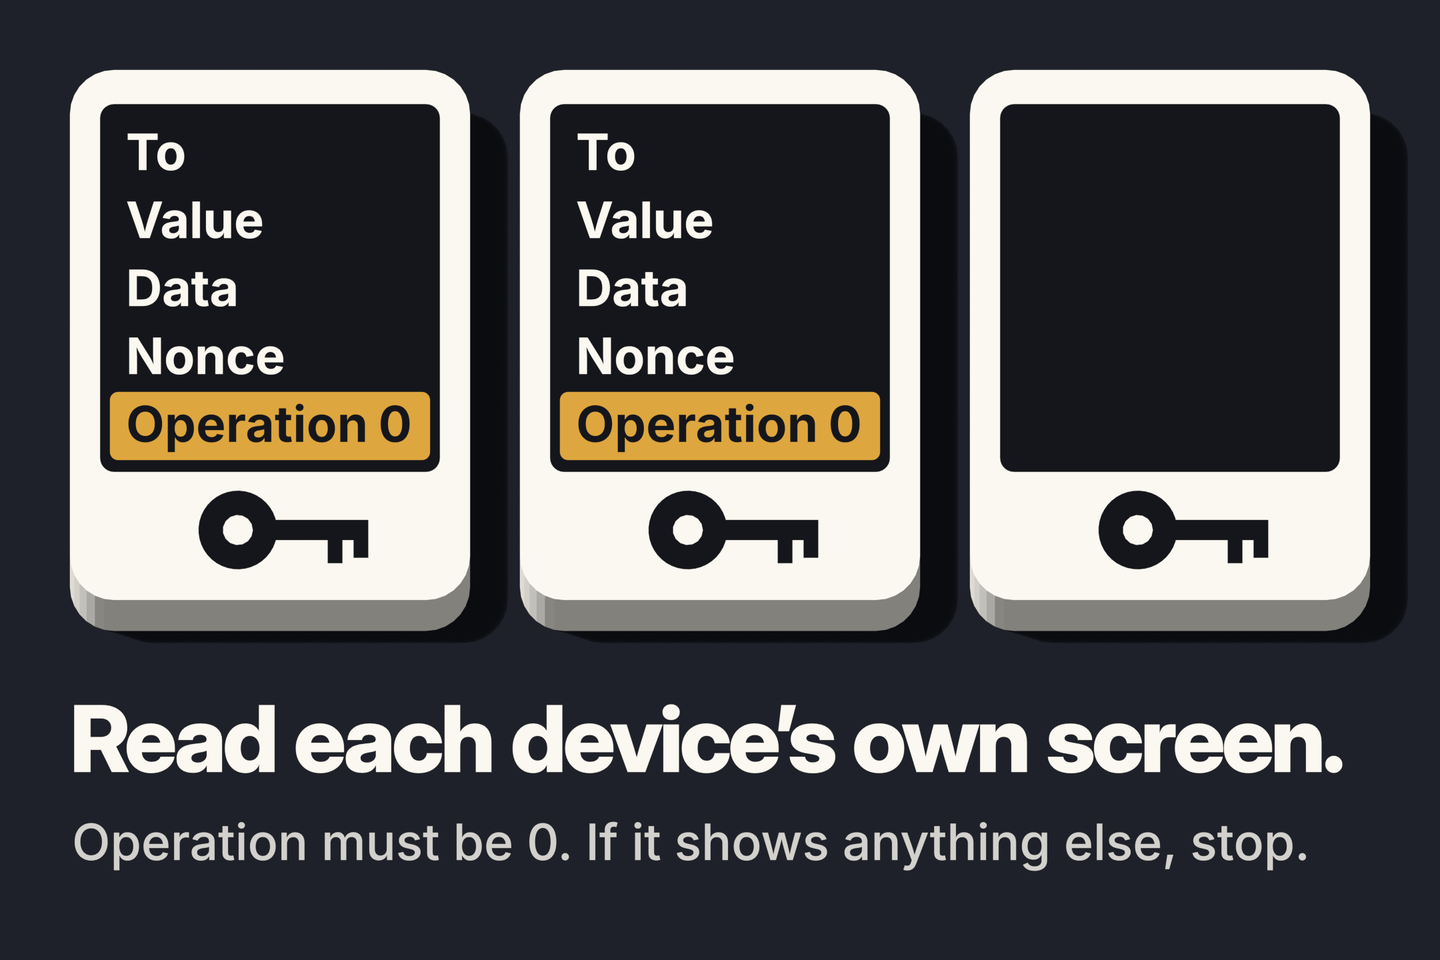 To
Value
Data
Nonce
Operation 0
To
Value
Data
Nonce
Operation 0
Read each device’s own screen.
Operation must be 0. If it shows anything else, stop.